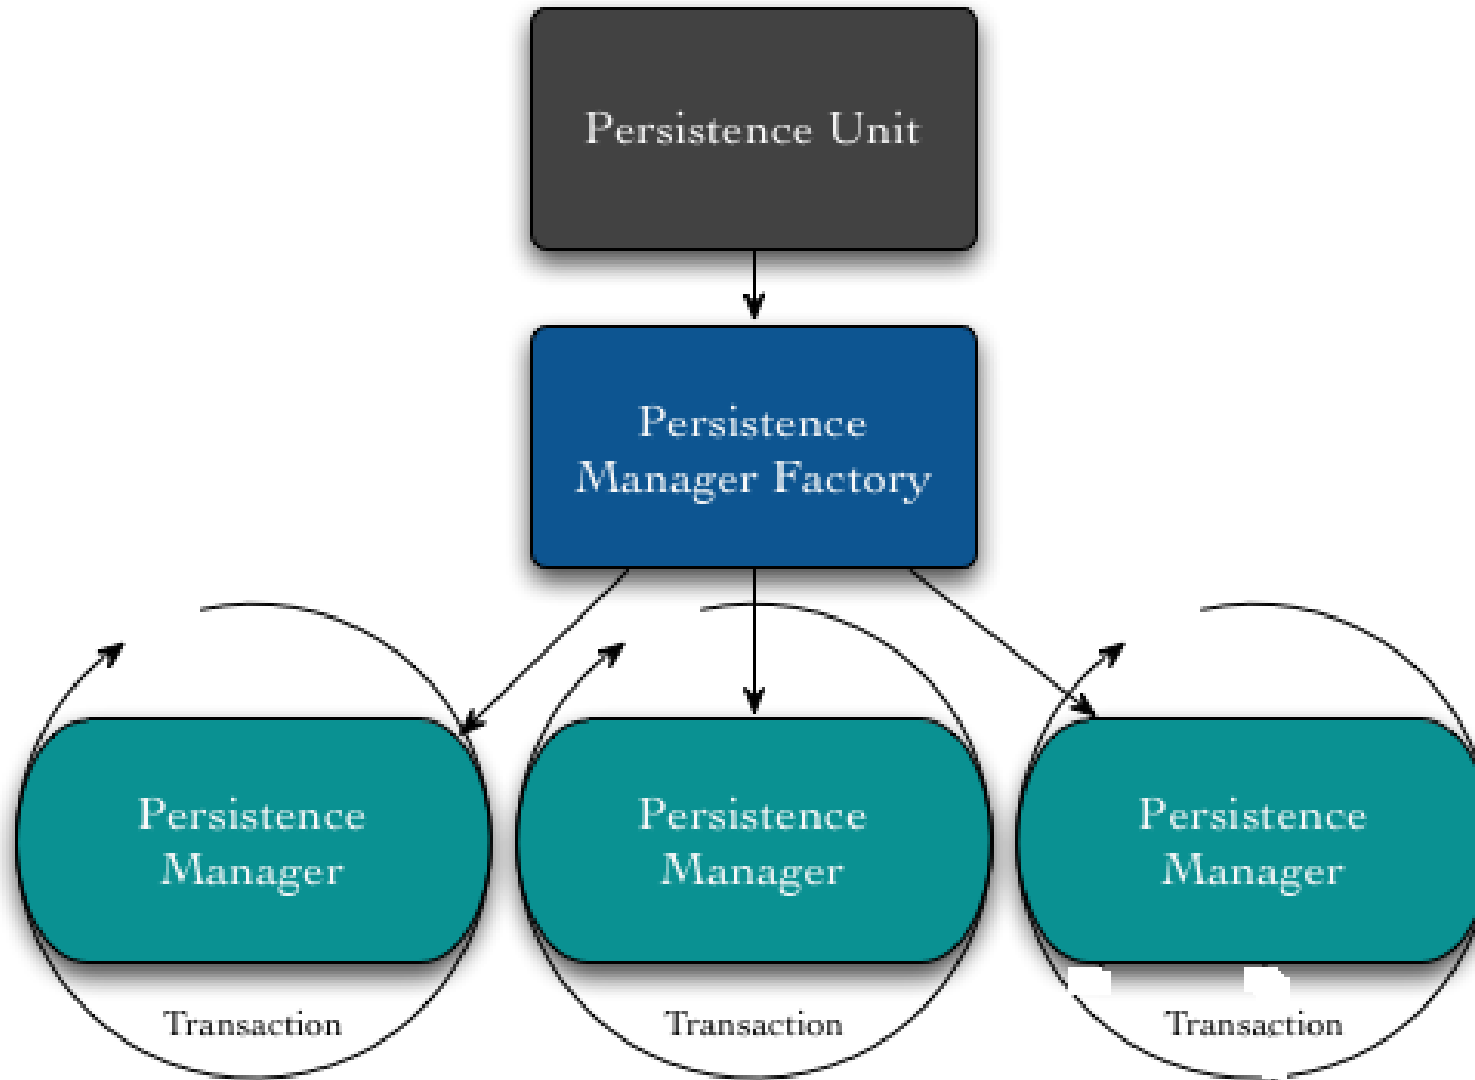 Persistence Unit
Persistence
Manager Factory
Persistence
Manager
Persistence
Manager
Persistence
Manager
Transaction
Transaction
Transaction